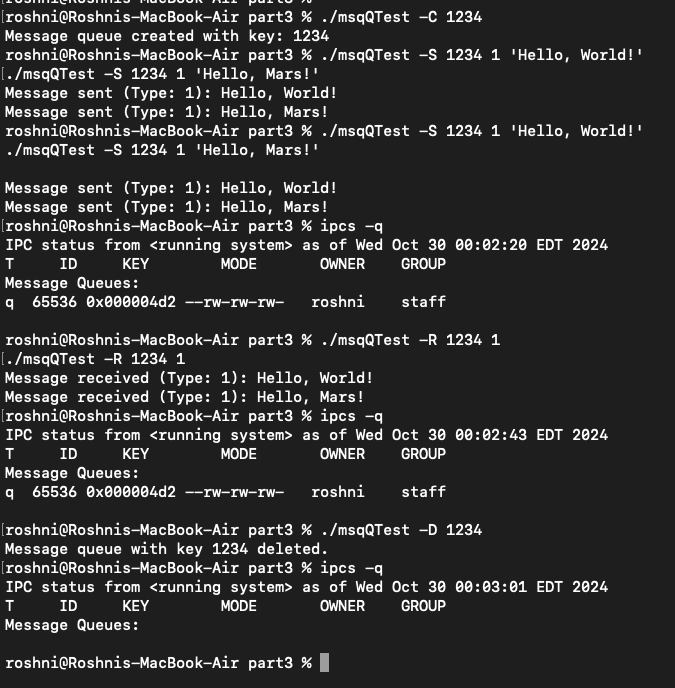 [roshni@Roshnis-MacBook-Air part3 % ./msqQTest -C 1234
Message queue created with key: 1234
roshni@Roshnis-MacBook-Air part3 % ./msqQTest -S 1234 1 'Hello, World!'
[./msqQTest -S 1234 1 'Hello, Mars!'
Message sent (Type: 1): Hello, World!
Message sent (Type: 1): Hello, Mars!
roshni@Roshnis-MacBook-Air part3 % ./msqQTest -S 1234 1 'Hello, World!'
./msqQTest -S 1234 1 'Hello, Mars!'
Message sent (Type: 1): Hello, World!
Message sent (Type: 1): Hello, Mars!
[roshni@Roshnis-MacBook-Air part3 % ipcs -q
IPC status from <running system> as of Wed Oct 30 00:02:20 EDT 2024
T     ID     KEY        MODE       OWNER    GROUP
Message Queues:
q  65536 0x000004d2 --rw-rw-rw-   roshni    staff
roshni@Roshnis-MacBook-Air part3 % ./msqQTest -R 1234 1
[./msqQTest -R 1234 1
Message received (Type: 1): Hello, World!
Message received (Type: 1): Hello, Mars!
[roshni@Roshnis-MacBook-Air part3 % ipcs -q
IPC status from <running system> as of Wed Oct 30 00:02:43 EDT 2024
T     ID     KEY        MODE       OWNER    GROUP
Message Queues:
q  65536 0x000004d2 --rw-rw-rw-   roshni    staff
[roshni@Roshnis-MacBook-Air part3 % ./msqQTest -D 1234
Message queue with key 1234 deleted.
[roshni@Roshnis-MacBook-Air part3 % ipcs -q
IPC status from <running system> as of Wed Oct 30 00:03:01 EDT 2024
T     ID     KEY        MODE       OWNER    GROUP
Message Queues:
roshni@Roshnis-MacBook-Air part3 %